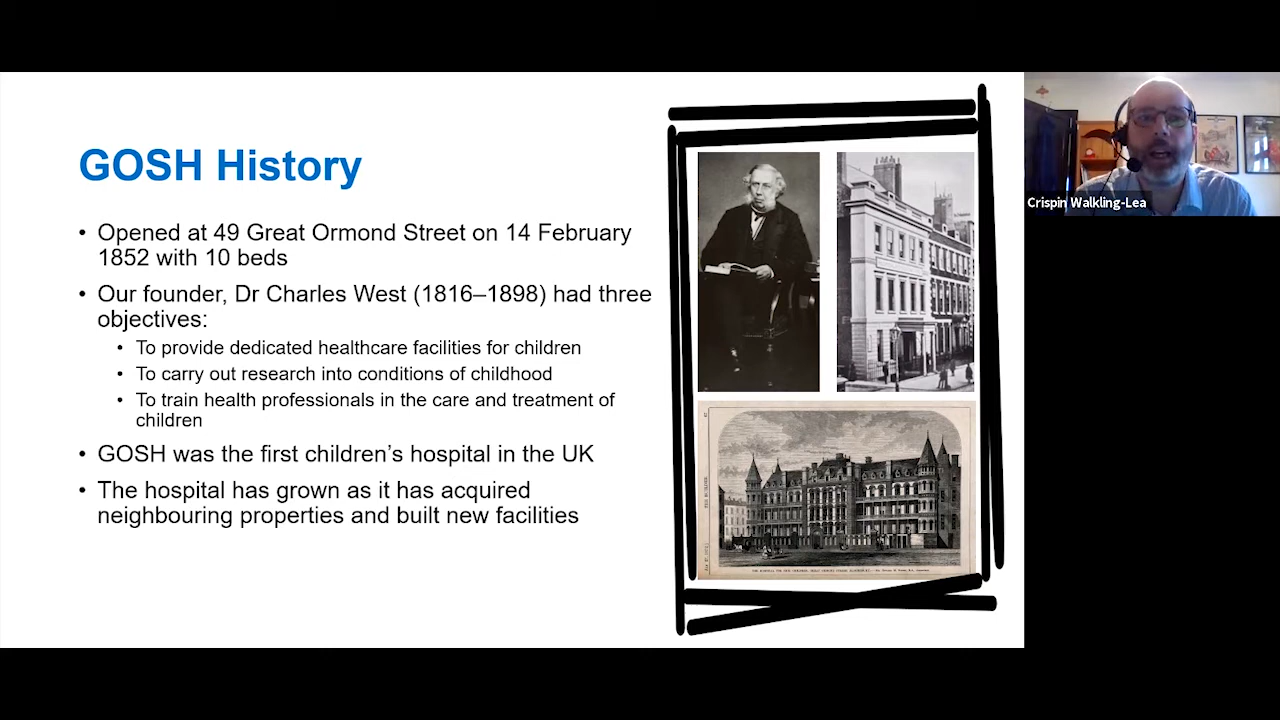 GOSH History
• Opened at 49 Great Ormond Street on 14 February
1852 with 10 beds
• Our founder, Dr Charles West (1816–1898) had three
objectives:
• To provide dedicated healthcare facilities for children
• To carry out research into conditions of childhood
• To train health professionals in the care and treatment of
children
• GOSH was the first children’s hospital in the UK
• The hospital has grown as it has acquired
neighbouring properties and built new facilities
Crispin Walkling-Lea